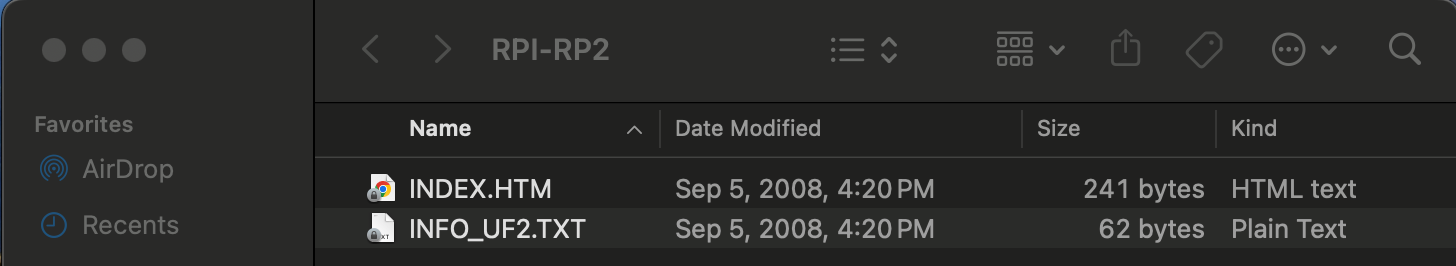 RPI-RP2
Favorites
AirDrop
Recents
Name Date Modified Size Kind
INDEX.HTM Sep 5, 2008, 4:20 PM 241 bytes HTML text
INFO_UF2.TXT Sep 5, 2008, 4:20 PM 62 bytes Plain Text